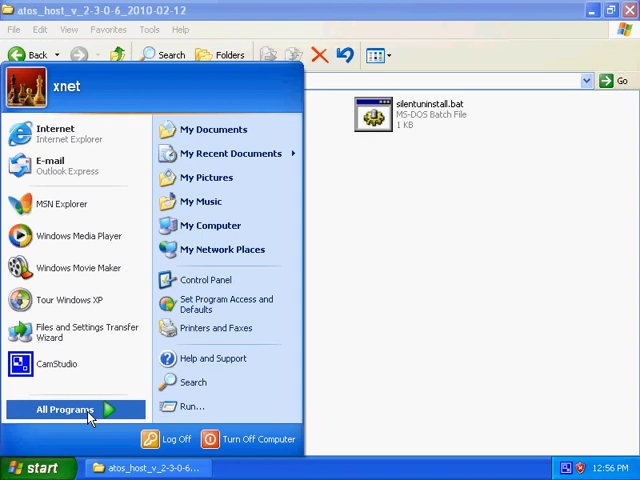 atos_host_v_2-3-0-6_2010-02-12
File Edit View Favorites Tools Help
Back Search Folders
Go
xnet
Internet
Internet Explorer
E-mail
Outlook Express
MSN Explorer
Windows Media Player
Windows Movie Maker
Tour Windows XP
Files and Settings Transfer
Wizard
CamStudio
All Programs
My Documents
My Recent Documents
My Pictures
My Music
My Computer
My Network Places
Control Panel
Set Program Access and
Defaults
Printers and Faxes
Help and Support
Search
Run...
Log Off Turn Off Computer
silentuninstall.bat
MS-DOS Batch File
1 KB
start atos_host_v_2-3-0-6... 12:56 PM